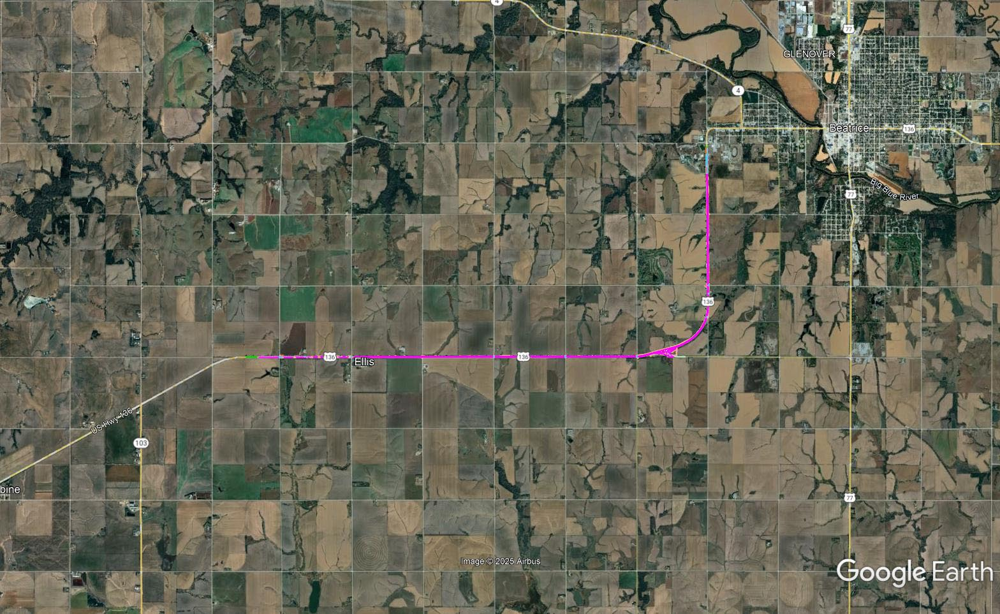 4
77
GLENOVER
4
Beatrice
136
Big Blue River
77
136
136
Ellis
136
US Hwy 136
103
bine
77
Image © 2025 Airbus
Google Earth